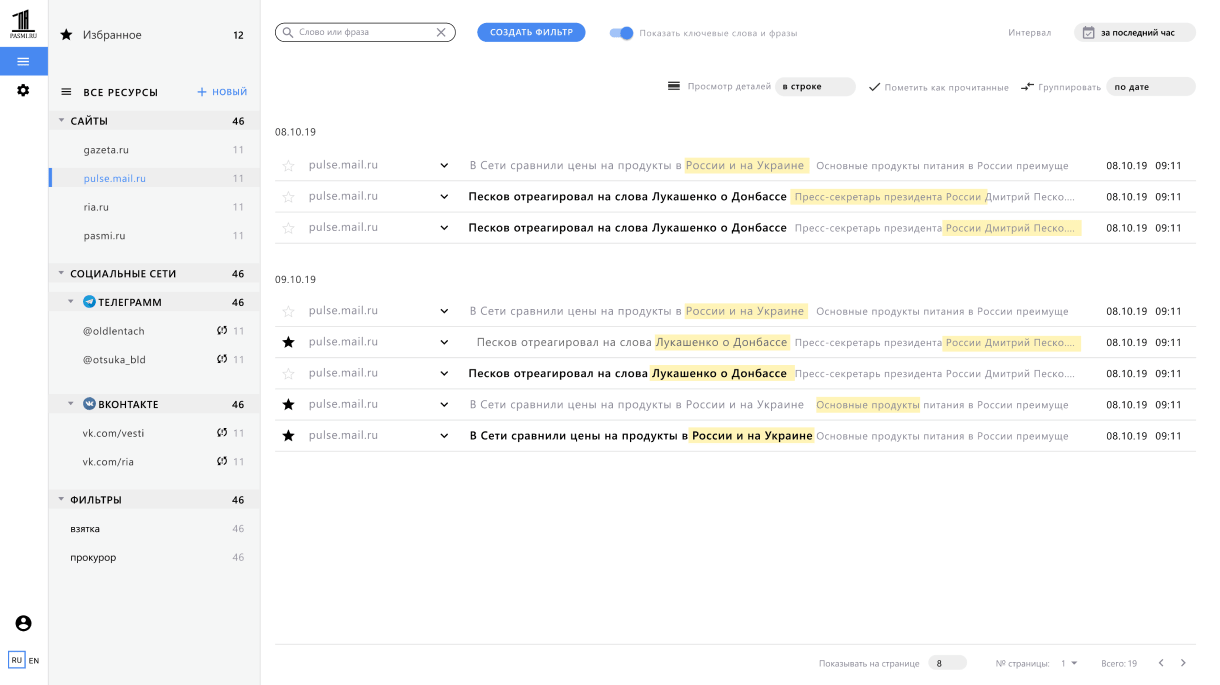 PASMI.RU
Избранное 12
ВСЕ РЕСУРСЫ + НОВЫЙ
САЙТЫ 46
gazeta.ru 11
pulse.mail.ru 11
ria.ru 11
pasmi.ru 11
СОЦИАЛЬНЫЕ СЕТИ 46
ТЕЛЕГРАММ 46
@oldlentach 11
@otsuka_bld 11
ВКОНТАКТЕ 46
vk.com/vesti 11
vk.com/ria 11
ФИЛЬТРЫ 46
взятка 46
прокурор 46
RU EN
Слово или фраза СОЗДАТЬ ФИЛЬТР Показать ключевые слова и фразы Интервал за последний час
Просмотр деталей в строке Пометить как прочитанные Группировать по дате
08.10.19
pulse.mail.ru В Сети сравнили цены на продукты в России и на Украине Основные продукты питания в России преимуще 08.10.19 09:11
pulse.mail.ru Песков отреагировал на слова Лукашенко о Донбассе Пресс-секретарь президента России Дмитрий Песко.... 08.10.19 09:11
pulse.mail.ru Песков отреагировал на слова Лукашенко о Донбассе Пресс-секретарь президента России Дмитрий Песко.... 08.10.19 09:11
09.10.19
pulse.mail.ru В Сети сравнили цены на продукты в России и на Украине Основные продукты питания в России преимуще 08.10.19 09:11
pulse.mail.ru Песков отреагировал на слова Лукашенко о Донбассе Пресс-секретарь президента России Дмитрий Песко.... 08.10.19 09:11
pulse.mail.ru Песков отреагировал на слова Лукашенко о Донбассе Пресс-секретарь президента России Дмитрий Песко.... 08.10.19 09:11
pulse.mail.ru В Сети сравнили цены на продукты в России и на Украине Основные продукты питания в России преимуще 08.10.19 09:11
pulse.mail.ru В Сети сравнили цены на продукты в России и на Украине Основные продукты питания в России преимуще 08.10.19 09:11
Показывать на странице 8 № страницы: 1 Всего: 19